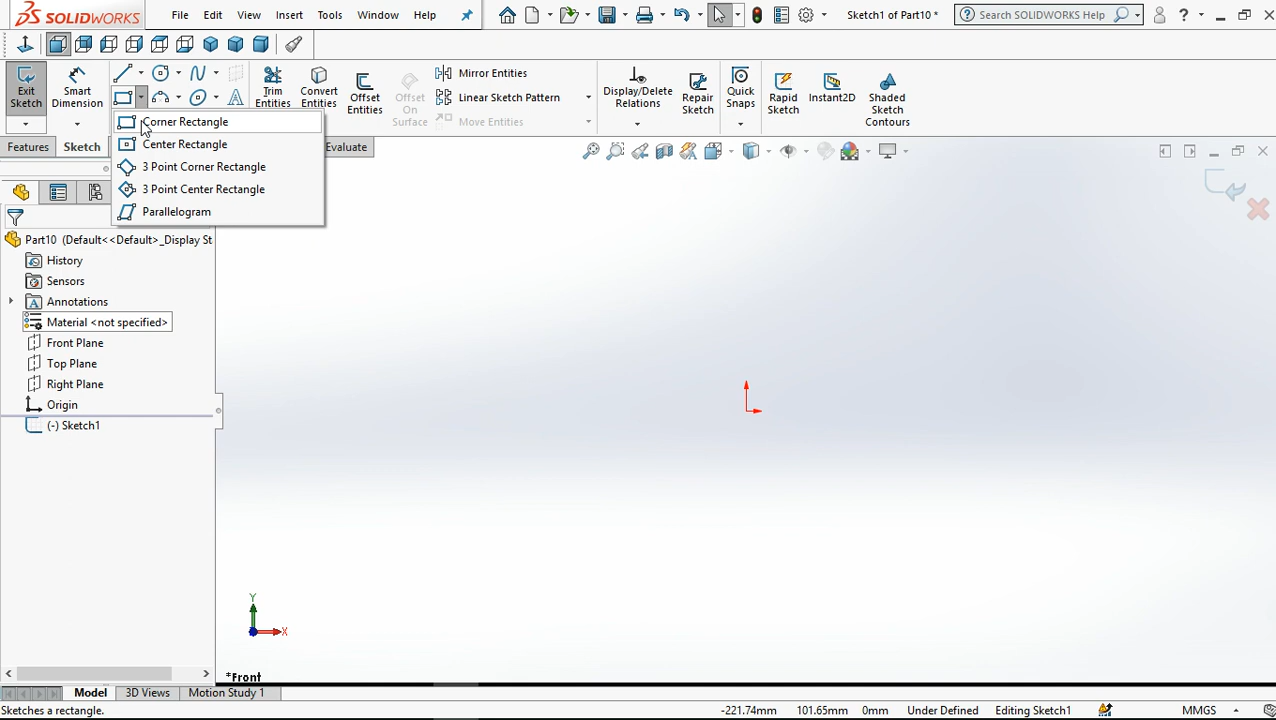 SOLIDWORKS File Edit View Insert Tools Window Help Sketch1 of Part10 * Search SOLIDWORKS Help ?
Exit Sketch
Smart Dimension
Trim Entities
Convert Entities
Offset Entities
Offset On Surface
Mirror Entities
Linear Sketch Pattern
Move Entities
Display/Delete Relations
Repair Sketch
Quick Snaps
Rapid Sketch
Instant2D
Shaded Sketch Contours
Corner Rectangle
Center Rectangle
3 Point Corner Rectangle
3 Point Center Rectangle
Parallelogram
Features Sketch Evaluate
Part10 (Default<<Default>_Display St
History
Sensors
Annotations
Material <not specified>
Front Plane
Top Plane
Right Plane
Origin
(-) Sketch1
Y
X
*Front
Model 3D Views Motion Study 1
Sketches a rectangle. -221.74mm 101.65mm 0mm Under Defined Editing Sketch1 MMGS